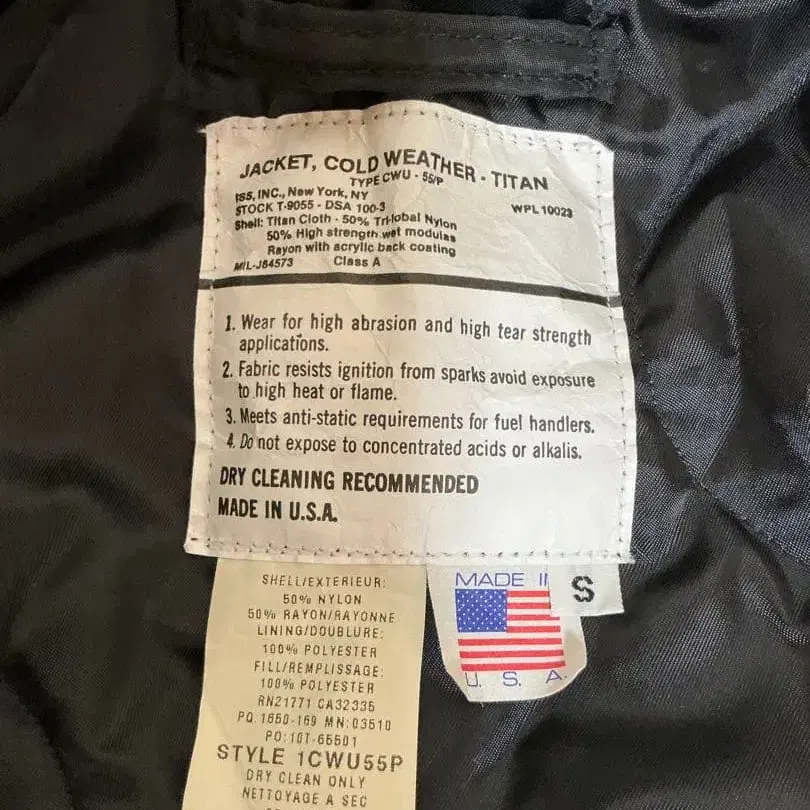 JACKET, COLD WEATHER - TITAN
TYPE CWU - 55/P
ISS, INC., New York, NY
STOCK T-9055 - DSA 100-3
WPL 10023
Shell: Titan Cloth - 50% Tri-lobal Nylon
50% High strength wet modulas
Rayon with acrylic back coating
MIL-J84573 Class A
1. Wear for high abrasion and high tear strength
applications.
2. Fabric resists ignition from sparks avoid exposure
to high heat or flame.
3. Meets anti-static requirements for fuel handlers.
4. Do not expose to concentrated acids or alkalis.
DRY CLEANING RECOMMENDED
MADE IN U.S.A.
SHELL/EXTERIEUR:
50% NYLON
50% RAYON/RAYONNE
LINING/DOUBLURE:
100% POLYESTER
FILL/REMPLISSAGE:
100% POLYESTER
RN21771 CA32335
PQ.1650-169 MN:03510
PO:10T-65501
STYLE 1CWU55P
DRY CLEAN ONLY
NETTOYAGE A SEC
MADE
S
U. S. A.